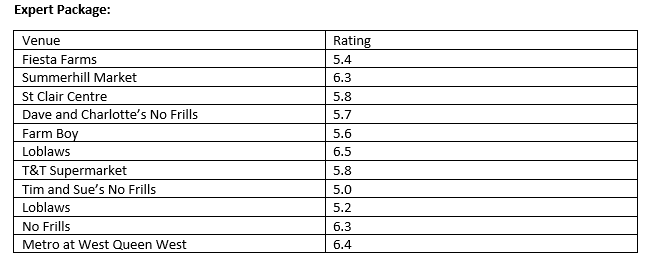 Expert Package:
Venue Rating
Fiesta Farms 5.4
Summerhill Market 6.3
St Clair Centre 5.8
Dave and Charlotte's No Frills 5.7
Farm Boy 5.6
Loblaws 6.5
T&T Supermarket 5.8
Tim and Sue's No Frills 5.0
Loblaws 5.2
No Frills 6.3
Metro at West Queen West 6.4